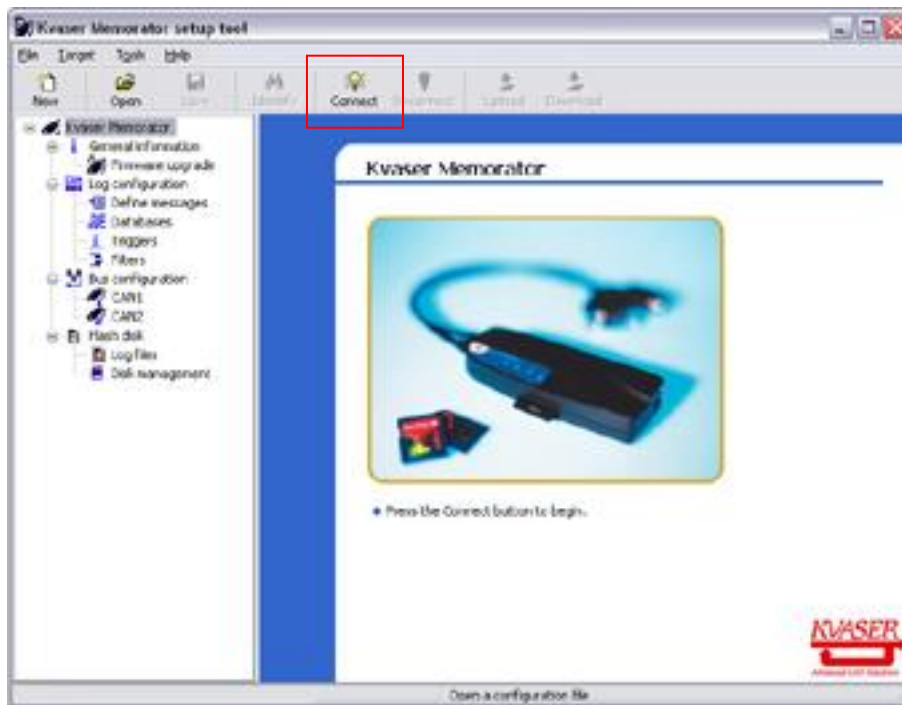 Kvaser Memorator setup tool
File Target Tools Help
New Open Save Identify Connect Disconnect Upload Download
Kvaser Memorator
General information
Firmware upgrade
Log configuration
Define messages
Databases
Triggers
Filters
Bus configuration
CAN1
CAN2
Flash disk
Log files
Disk management
Kvaser Memorator
Press the Connect button to begin.
KVASER
Open a configuration file